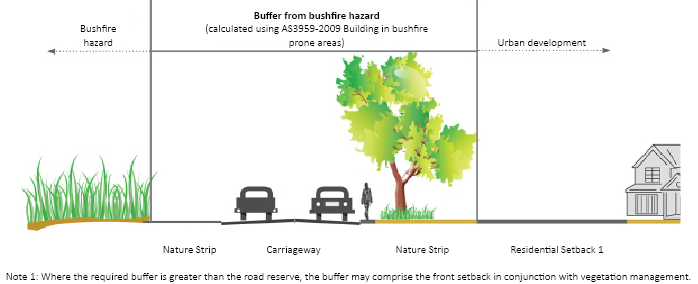 Buffer from bushfire hazard
(calculated using AS3959-2009 Building in bushfire
prone areas)
Bushfire
hazard
Urban development
Nature Strip
Carriageway
Nature Strip
Residential Setback 1
Note 1: Where the required buffer is greater than the road reserve, the buffer may comprise the front setback in conjunction with vegetation management.